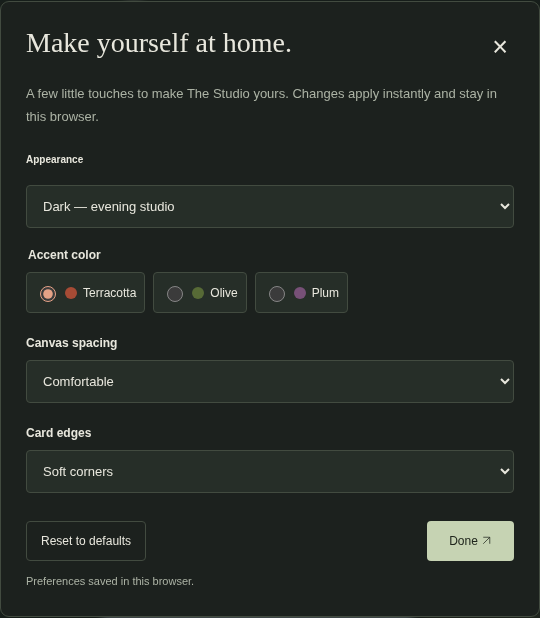 Make yourself at home.
A few little touches to make The Studio yours. Changes apply instantly and stay in
this browser.
Appearance
Dark — evening studio
Accent color
Terracotta
Olive
Plum
Canvas spacing
Comfortable
Card edges
Soft corners
Reset to defaults
Done
Preferences saved in this browser.